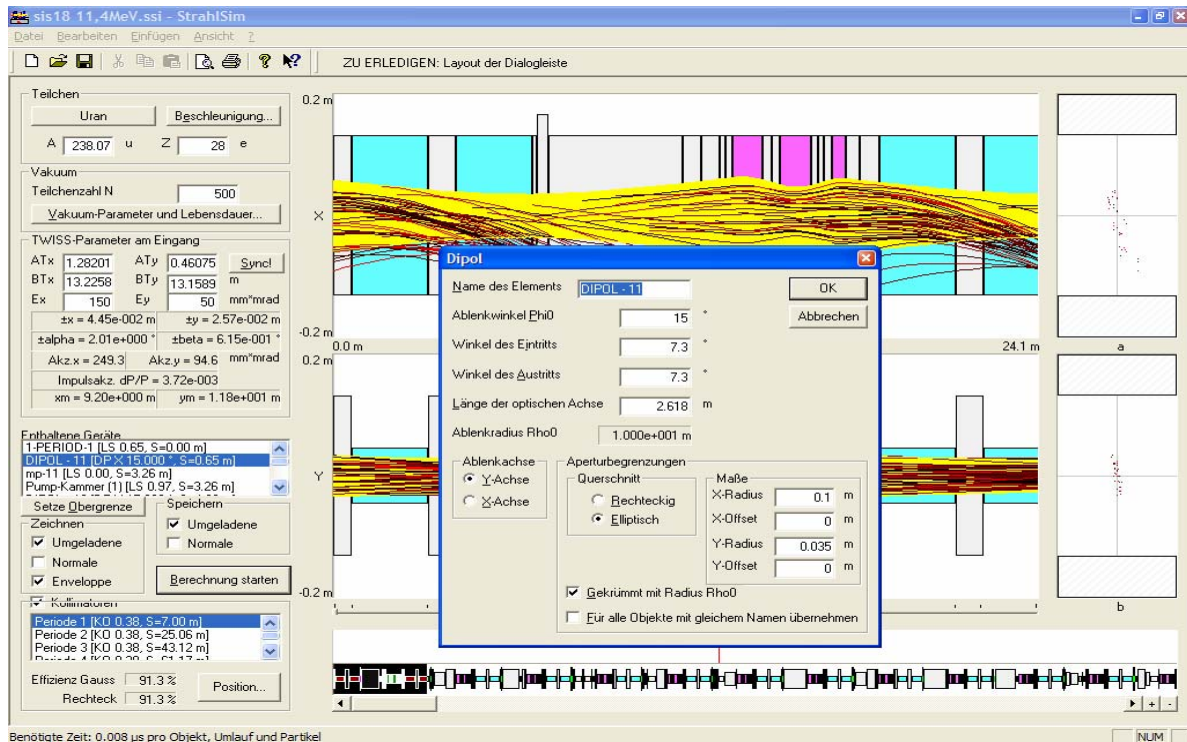 sis18 11,4MeV.ssi - StrahlSim
Datei Bearbeiten Einfügen Ansicht ?
ZU ERLEDIGEN: Layout der Dialogleiste
Teilchen
Uran
Beschleunigung...
A 238.07 u Z 28 e
Vakuum
Teilchenzahl N 500
Vakuum-Parameter und Lebensdauer...
TWISS-Parameter am Eingang
ATx 1.28201 ATy 0.46075 Sync!
BTx 13.2258 BTy 13.1589 m
Ex 150 Ey 50 mm*mrad
±x = 4.45e-002 m ±y = 2.57e-002 m
±alpha = 2.01e+000 ° ±beta = 6.15e-001 °
Akz.x = 249.3 Akz.y = 94.6 mm*mrad
Impulsakz. dP/P = 3.72e-003
xm = 9.20e+000 m ym = 1.18e+001 m
Enthaltene Geräte
1-PERIOD-1 [LS 0.65, S=0.00 m]
DIPOL - 11 [DP X 15.000 °, S=0.65 m]
mp-11 [LS 0.00, S=3.26 m]
Pump-Kammer (1) [LS 0.97, S=3.26 m]
Setze Obergrenze
Speichern
Umgeladene
Normale
Zeichnen
Umgeladene
Normale
Enveloppe
Berechnung starten
Kollimatoren
Periode 1 [KO 0.38, S=7.00 m]
Periode 2 [KO 0.38, S=25.06 m]
Periode 3 [KO 0.38, S=43.12 m]
Effizienz Gauss 91.3 %
Rechteck 91.3 %
Position...
0.2 m
X
-0.2 m
0.0 m
24.1 m
0.2 m
Y
-0.2 m
a
b
Dipol
Name des Elements DIPOL - 11
OK
Ablenkwinkel Phi0 15 °
Abbrechen
Winkel des Eintritts 7.3 °
Winkel des Austritts 7.3 °
Länge der optischen Achse 2.618 m
Ablenkradius Rho0 1.000e+001 m
Ablenkachse
Y-Achse
X-Achse
Aperturbegrenzungen
Querschnitt
Rechteckig
Elliptisch
Maße
X-Radius 0.1 m
X-Offset 0 m
Y-Radius 0.035 m
Y-Offset 0 m
Gekrümmt mit Radius Rho0
Für alle Objekte mit gleichem Namen übernehmen
+ -
Benötigte Zeit: 0.008 µs pro Objekt, Umlauf und Partikel
NUM